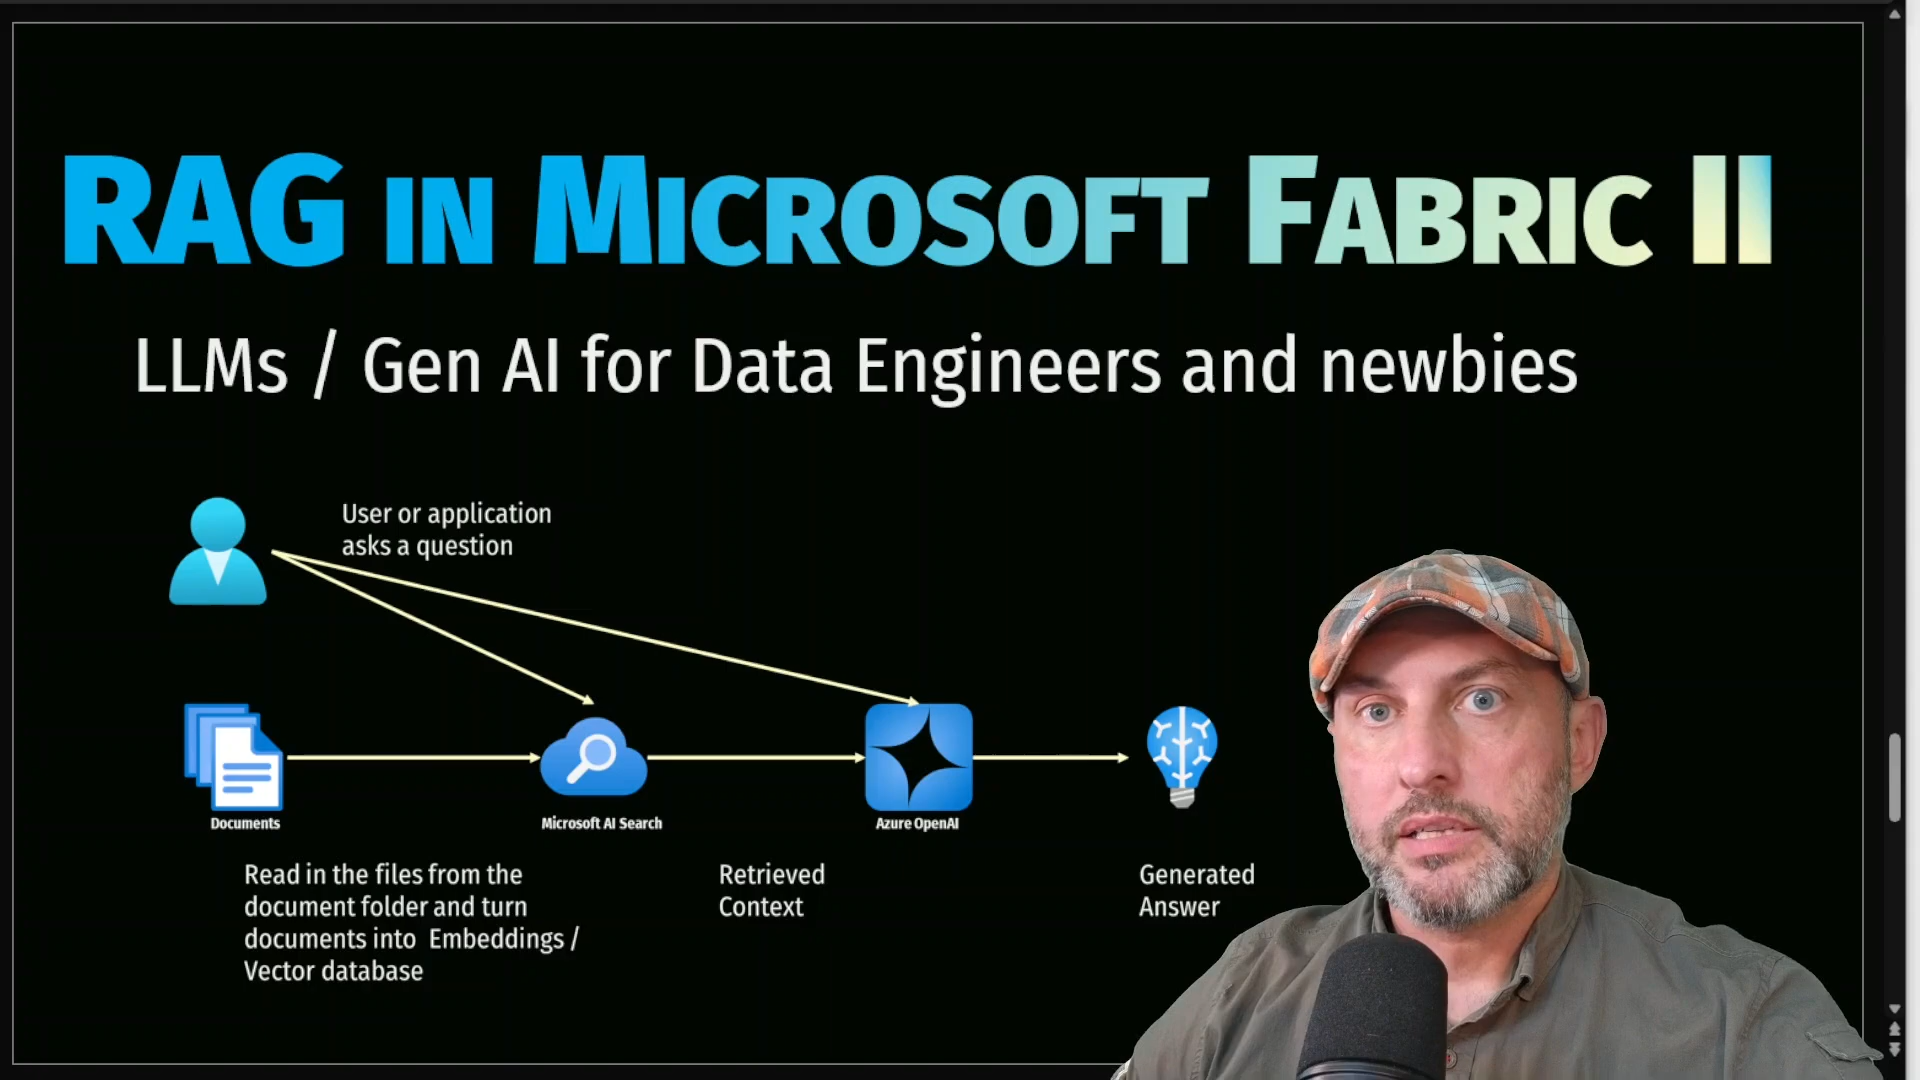 RAG IN MICROSOFT FABRIC II
LLMs / Gen AI for Data Engineers and newbies
User or application
asks a question
Documents
Microsoft AI Search
Azure OpenAI
Read in the files from the
document folder and turn
documents into Embeddings /
Vector database
Retrieved
Context
Generated
Answer